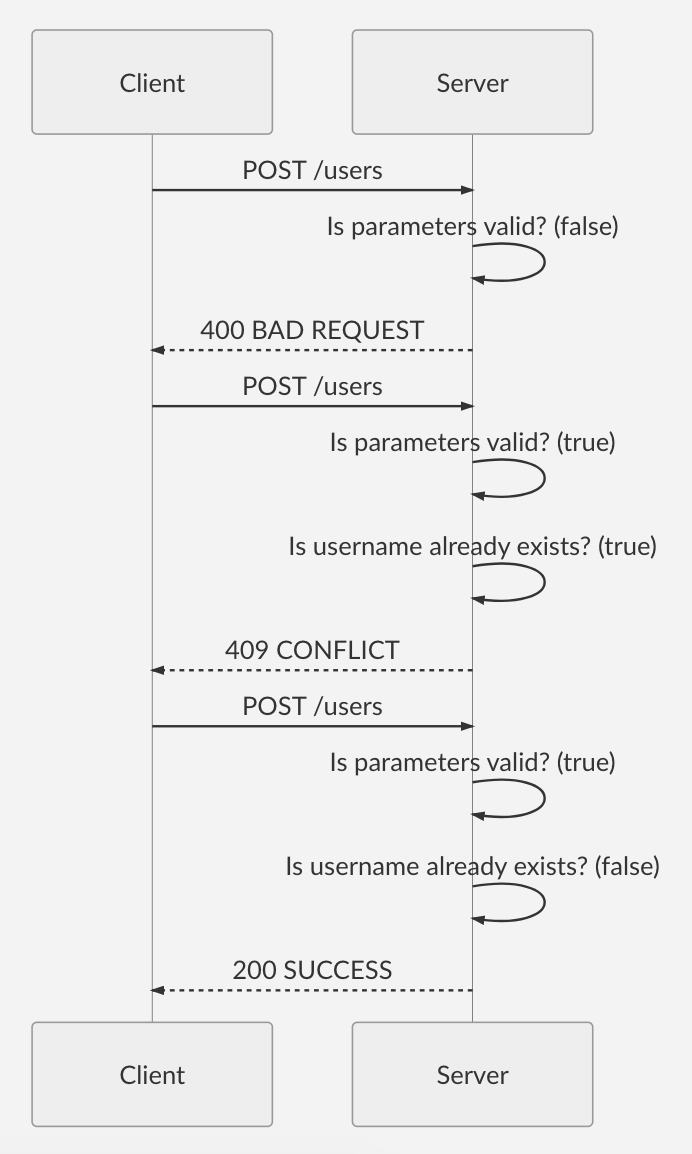 Client
Server
POST /users
Is parameters valid? (false)
400 BAD REQUEST
POST /users
Is parameters valid? (true)
Is username already exists? (true)
409 CONFLICT
POST /users
Is parameters valid? (true)
Is username already exists? (false)
200 SUCCESS
Client
Server